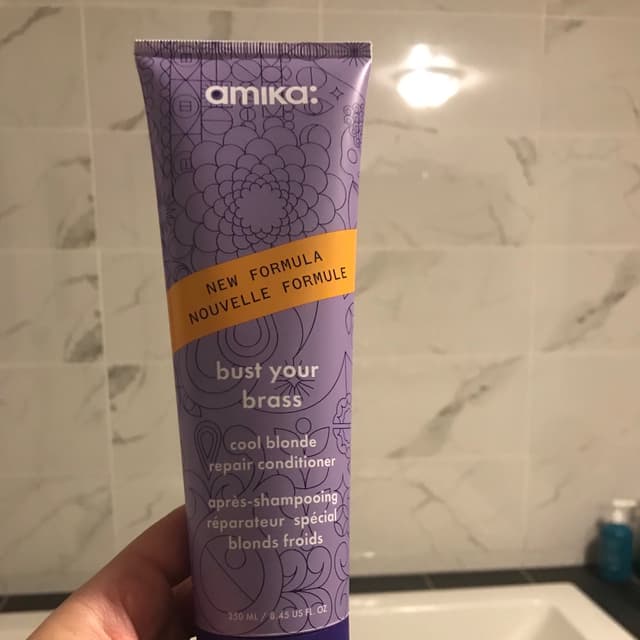 amika:
NEW FORMULA
NOUVELLE FORMULE
bust your
brass
cool blonde
repair conditioner
après-shampooing
réparateur spécial
blonds froids
250 ML / 8.45 US FL OZ